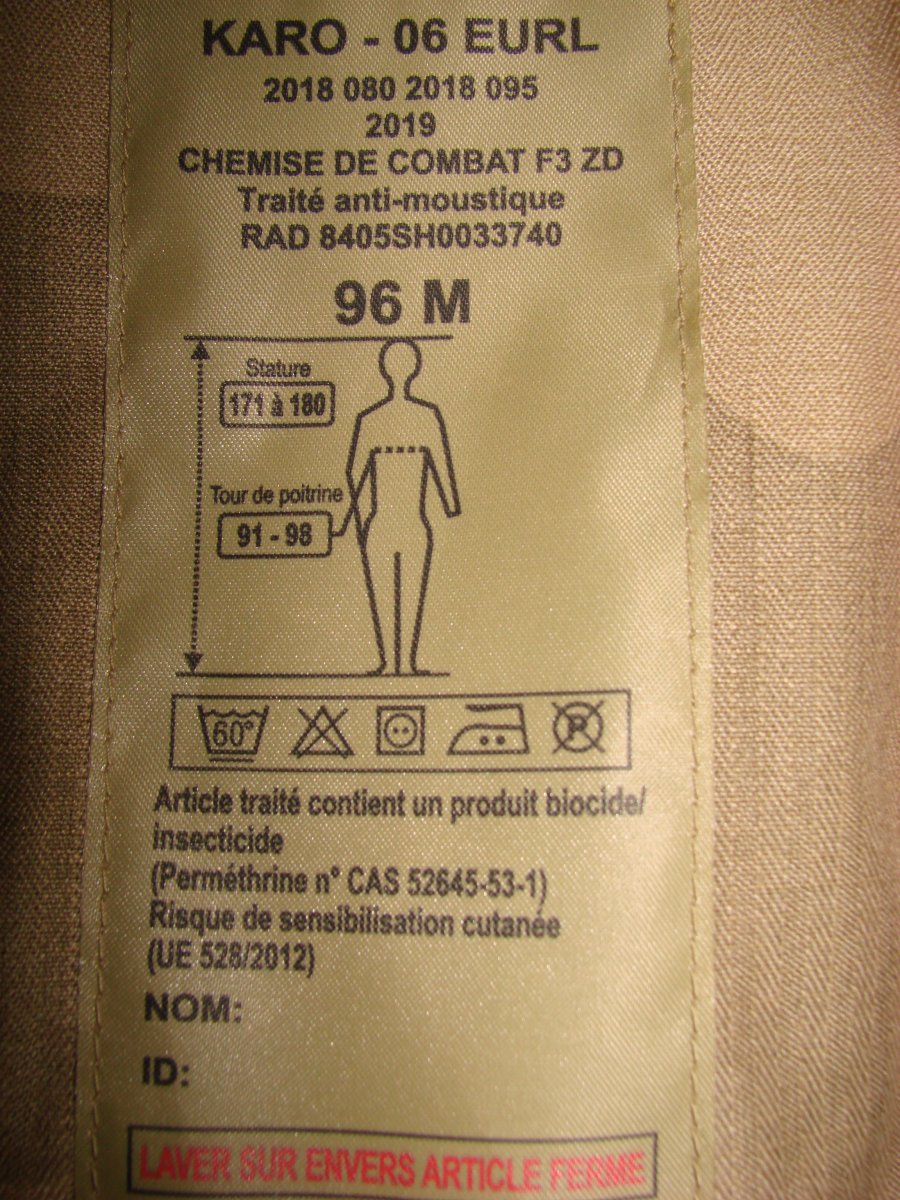 KARO - 06 EURL
2018 080 2018 095
2019
CHEMISE DE COMBAT F3 ZD
Traité anti-moustique
RAD 8405SH0033740
96 M
Stature
171 à 180
Tour de poitrine
91 - 98
60°
P
Article traité contient un produit biocide/
insecticide
(Perméthrine n° CAS 52645-53-1)
Risque de sensibilisation cutanée
(UE 528/2012)
NOM:
ID:
LAVER SUR ENVERS ARTICLE FERME